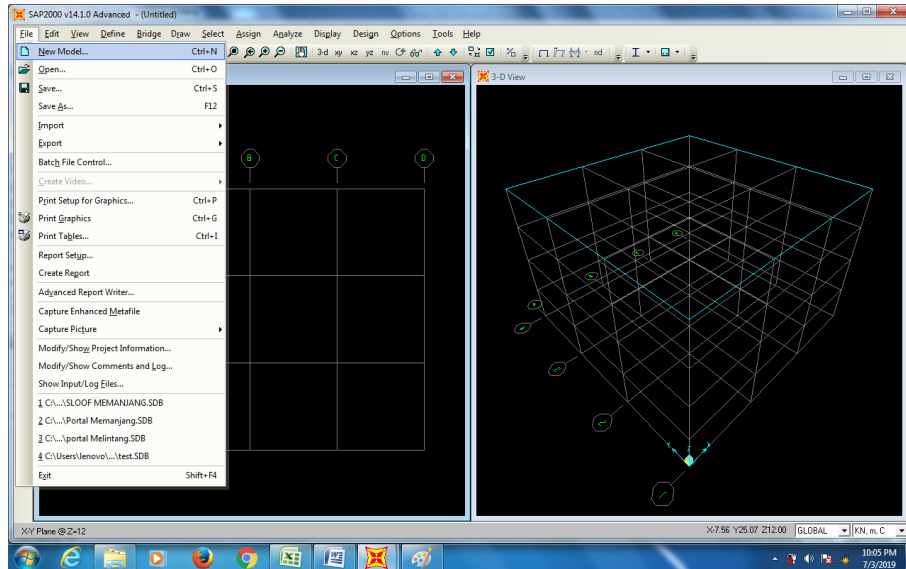 SAP2000 v14.1.0 Advanced - (Untitled)
File Edit View Define Bridge Draw Select Assign Analyze Display Design Options Tools Help
3-d xy xz yz nv nd
New Model... Ctrl+N
Open... Ctrl+O
Save... Ctrl+S
Save As... F12
Import
Export
Batch File Control...
Create Video...
Print Setup for Graphics... Ctrl+P
Print Graphics Ctrl+G
Print Tables... Ctrl+I
Report Setup...
Create Report
Advanced Report Writer...
Capture Enhanced Metafile
Capture Picture
Modify/Show Project Information...
Modify/Show Comments and Log...
Show Input/Log Files...
1 C:\...\SLOOF MEMANJANG.SDB
2 C:\...\Portal Memanjang.SDB
3 C:\...\portal Melintang.SDB
4 C:\Users\lenovo\...\test.SDB
Exit Shift+F4
B C D
3-D View
Y Z X
X-Y Plane @ Z=12
X-7.56 Y25.07 Z12.00 GLOBAL KN, m, C
10:05 PM
7/3/2019